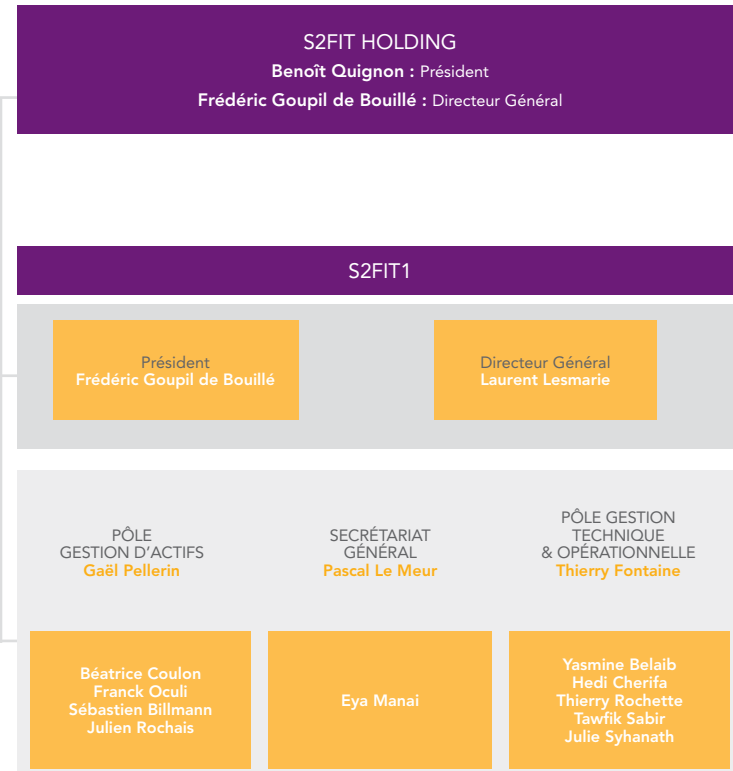 S2FIT HOLDING
Benoît Quignon : Président
Frédéric Goupil de Bouillé : Directeur Général
S2FIT1
Président
Frédéric Goupil de Bouillé
Directeur Général
Laurent Lesmarie
PÔLE
GESTION D'ACTIFS
Gaël Pellerin
SECRÉTARIAT
GÉNÉRAL
Pascal Le Meur
PÔLE GESTION
TECHNIQUE
& OPÉRATIONNELLE
Thierry Fontaine
Béatrice Coulon
Franck Oculi
Sébastien Billmann
Julien Rochais
Eya Manai
Yasmine Belaib
Hedi Cherifa
Thierry Rochette
Tawfik Sabir
Julie Syhanath